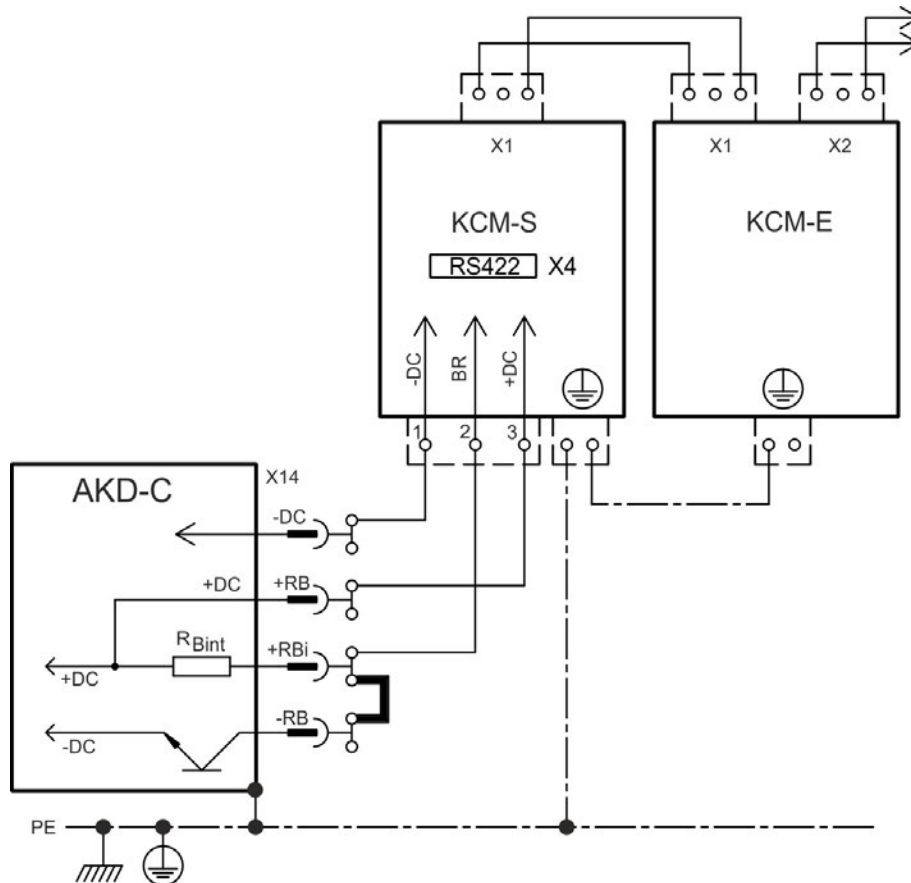 X1
X1
X2
KCM-S
KCM-E
RS422
X4
-DC
BR
+DC
1
2
3
AKD-C
X14
-DC
+DC
+RB
RBint
+RBi
+DC
-RB
-DC
PE